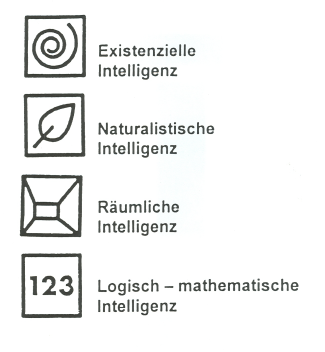 Existenzielle
Intelligenz
Naturalistische
Intelligenz
Räumliche
Intelligenz
123
Logisch – mathematische
Intelligenz